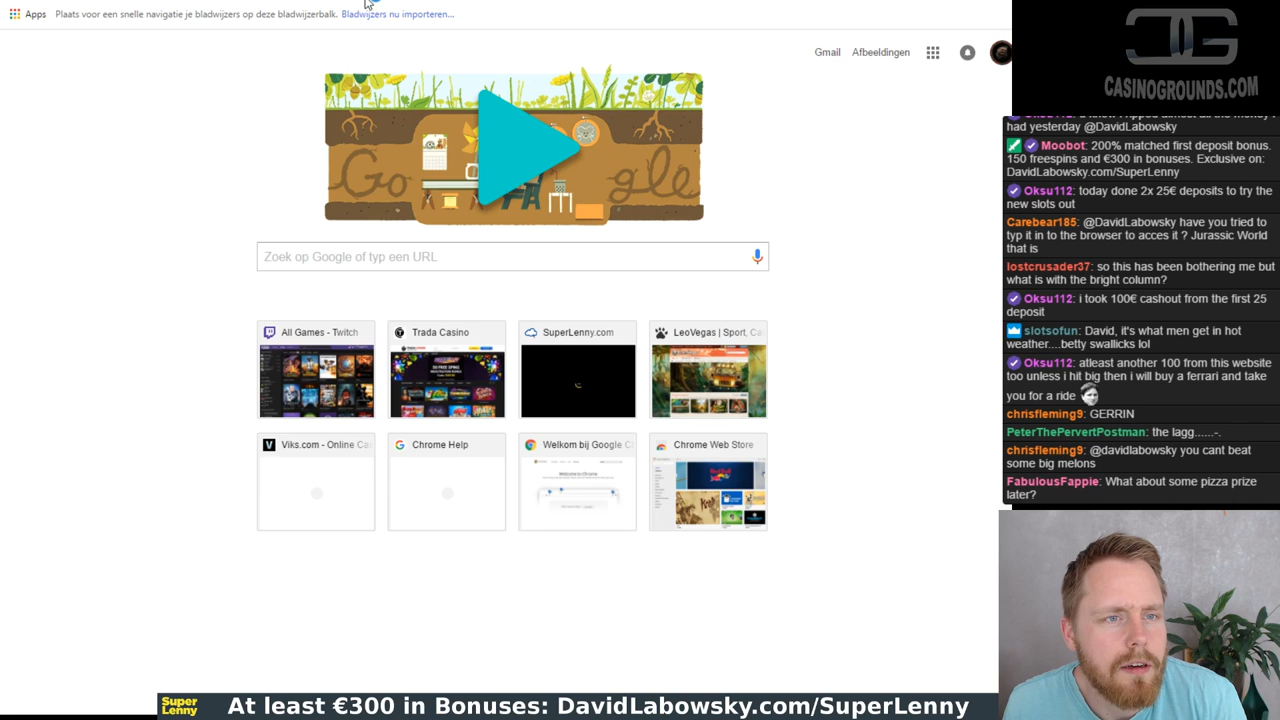 Apps Plaats voor een snelle navigatie je bladwijzers op deze bladwijzerbalk. Bladwijzers nu importeren...
Gmail Afbeeldingen
Go gle
Zoek op Google of typ een URL
All Games - Twitch
Trada Casino
SuperLenny.com
LeoVegas | Sport, Ca
Viks.com - Online Ca
Chrome Help
Welkom bij Google C
Chrome Web Store
CG
CASINOGROUNDS.COM
had yesterday @DavidLabowsky
Moobot: 200% matched first deposit bonus.
150 freespins and €300 in bonuses. Exclusive on:
DavidLabowsky.com/SuperLenny
Oksu112: today done 2x 25€ deposits to try the
new slots out
Carebear185: @DavidLabowsky have you tried to
typ it in to the browser to acces it ? Jurassic World
that is
lostcrusader37: so this has been bothering me but
what is with the bright column?
Oksu112: i took 100€ cashout from the first 25
deposit
slotsofun: David, it's what men get in hot
weather....betty swallicks lol
Oksu112: atleast another 100 from this website
too unless i hit big then i will buy a ferrari and take
you for a ride
chrisfleming9: GERRIN
PeterThePervertPostman: the lagg......-.
chrisfleming9: @davidlabowsky you cant beat
some big melons
FabulousFappie: What about some pizza prize
later?
Super
Lenny
At least €300 in Bonuses: DavidLabowsky.com/SuperLenny